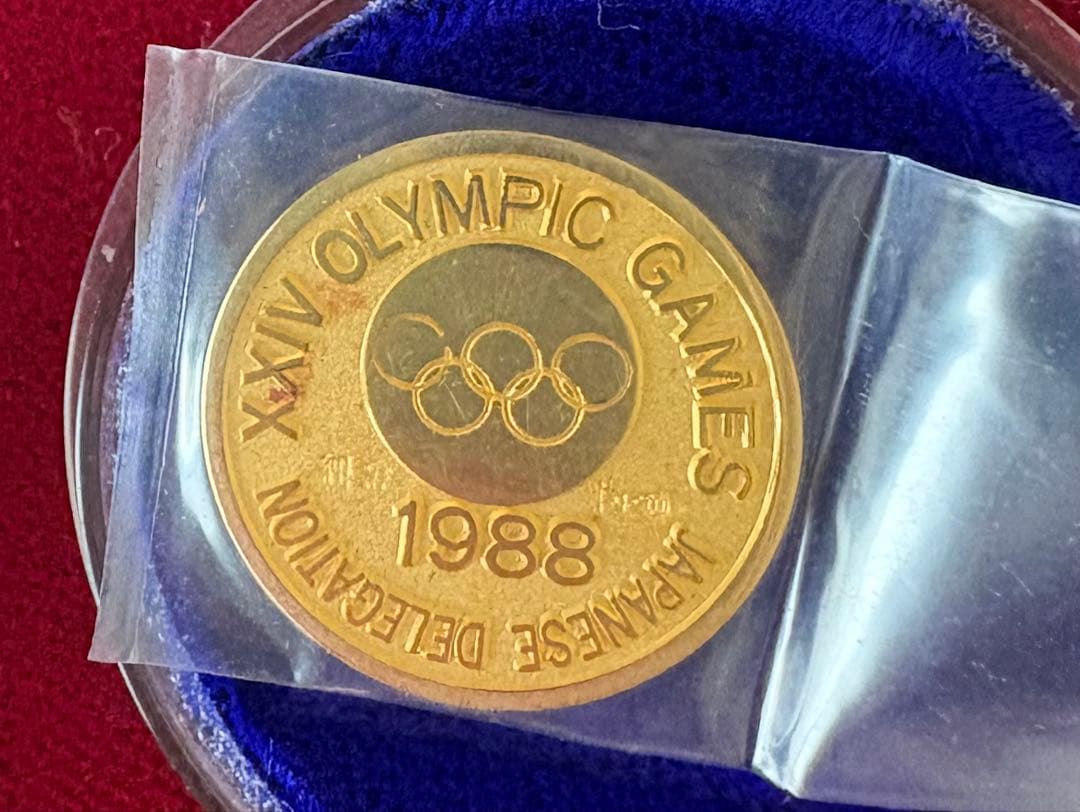 XXIV OLYMPIC GAMES
1988
JAPANESE DELEGATION